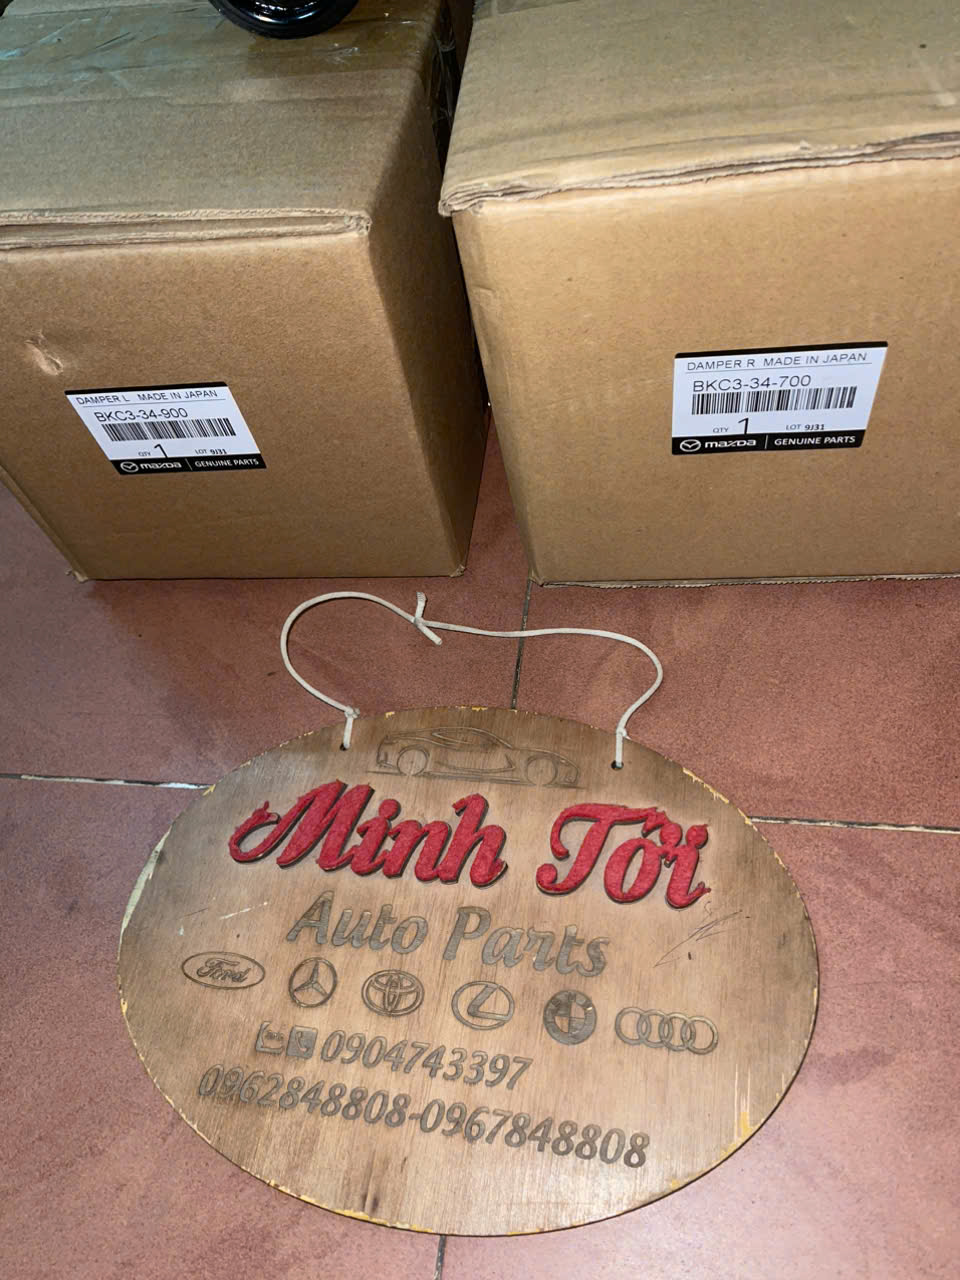 DAMPER L MADE IN JAPAN
BKC3-34-900
QTY 1 LOT 9J31
mazda GENUINE PARTS
DAMPER R MADE IN JAPAN
BKC3-34-700
QTY 1 LOT 9J31
mazda GENUINE PARTS
Minh Tới
Auto Parts
Ford
0904743397
0962848808-0967848808